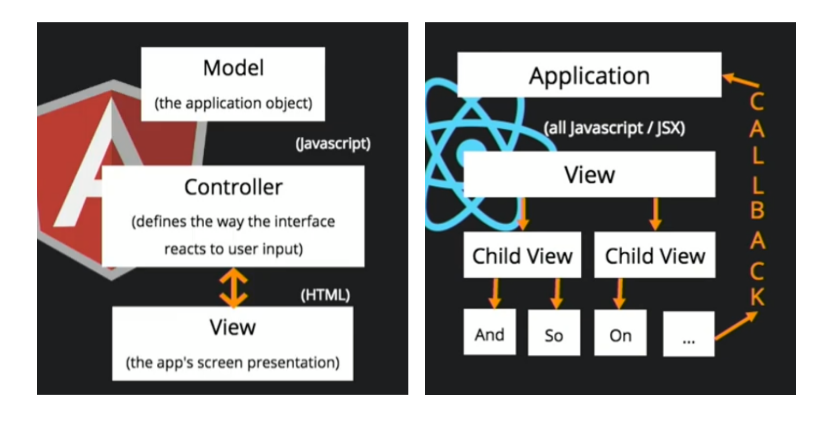 Model
(the application object)
(Javascript)
Controller
(defines the way the interface
reacts to user input)
(HTML)
View
(the app's screen presentation)
Application
(all Javascript / JSX)
View
Child View
Child View
And
So
On
...
CALLBACK